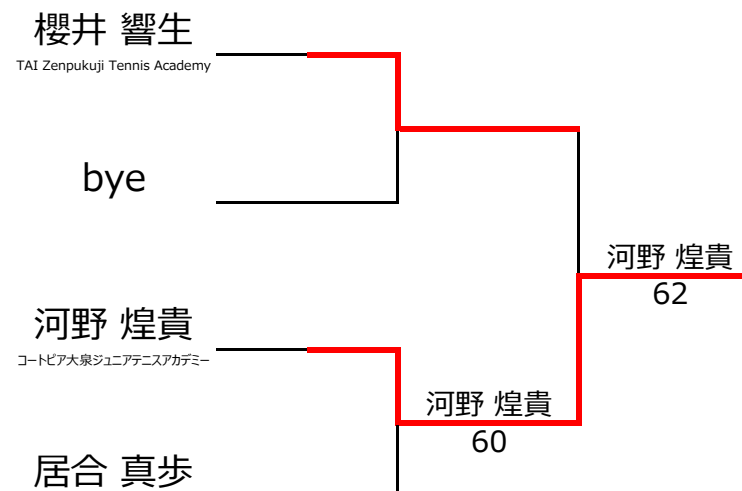 櫻井 響生
TAI Zenpukuji Tennis Academy
bye
河野 煌貴
62
河野 煌貴
コートピア大泉ジュニアテニスアカデミー
河野 煌貴
60
居合 真歩